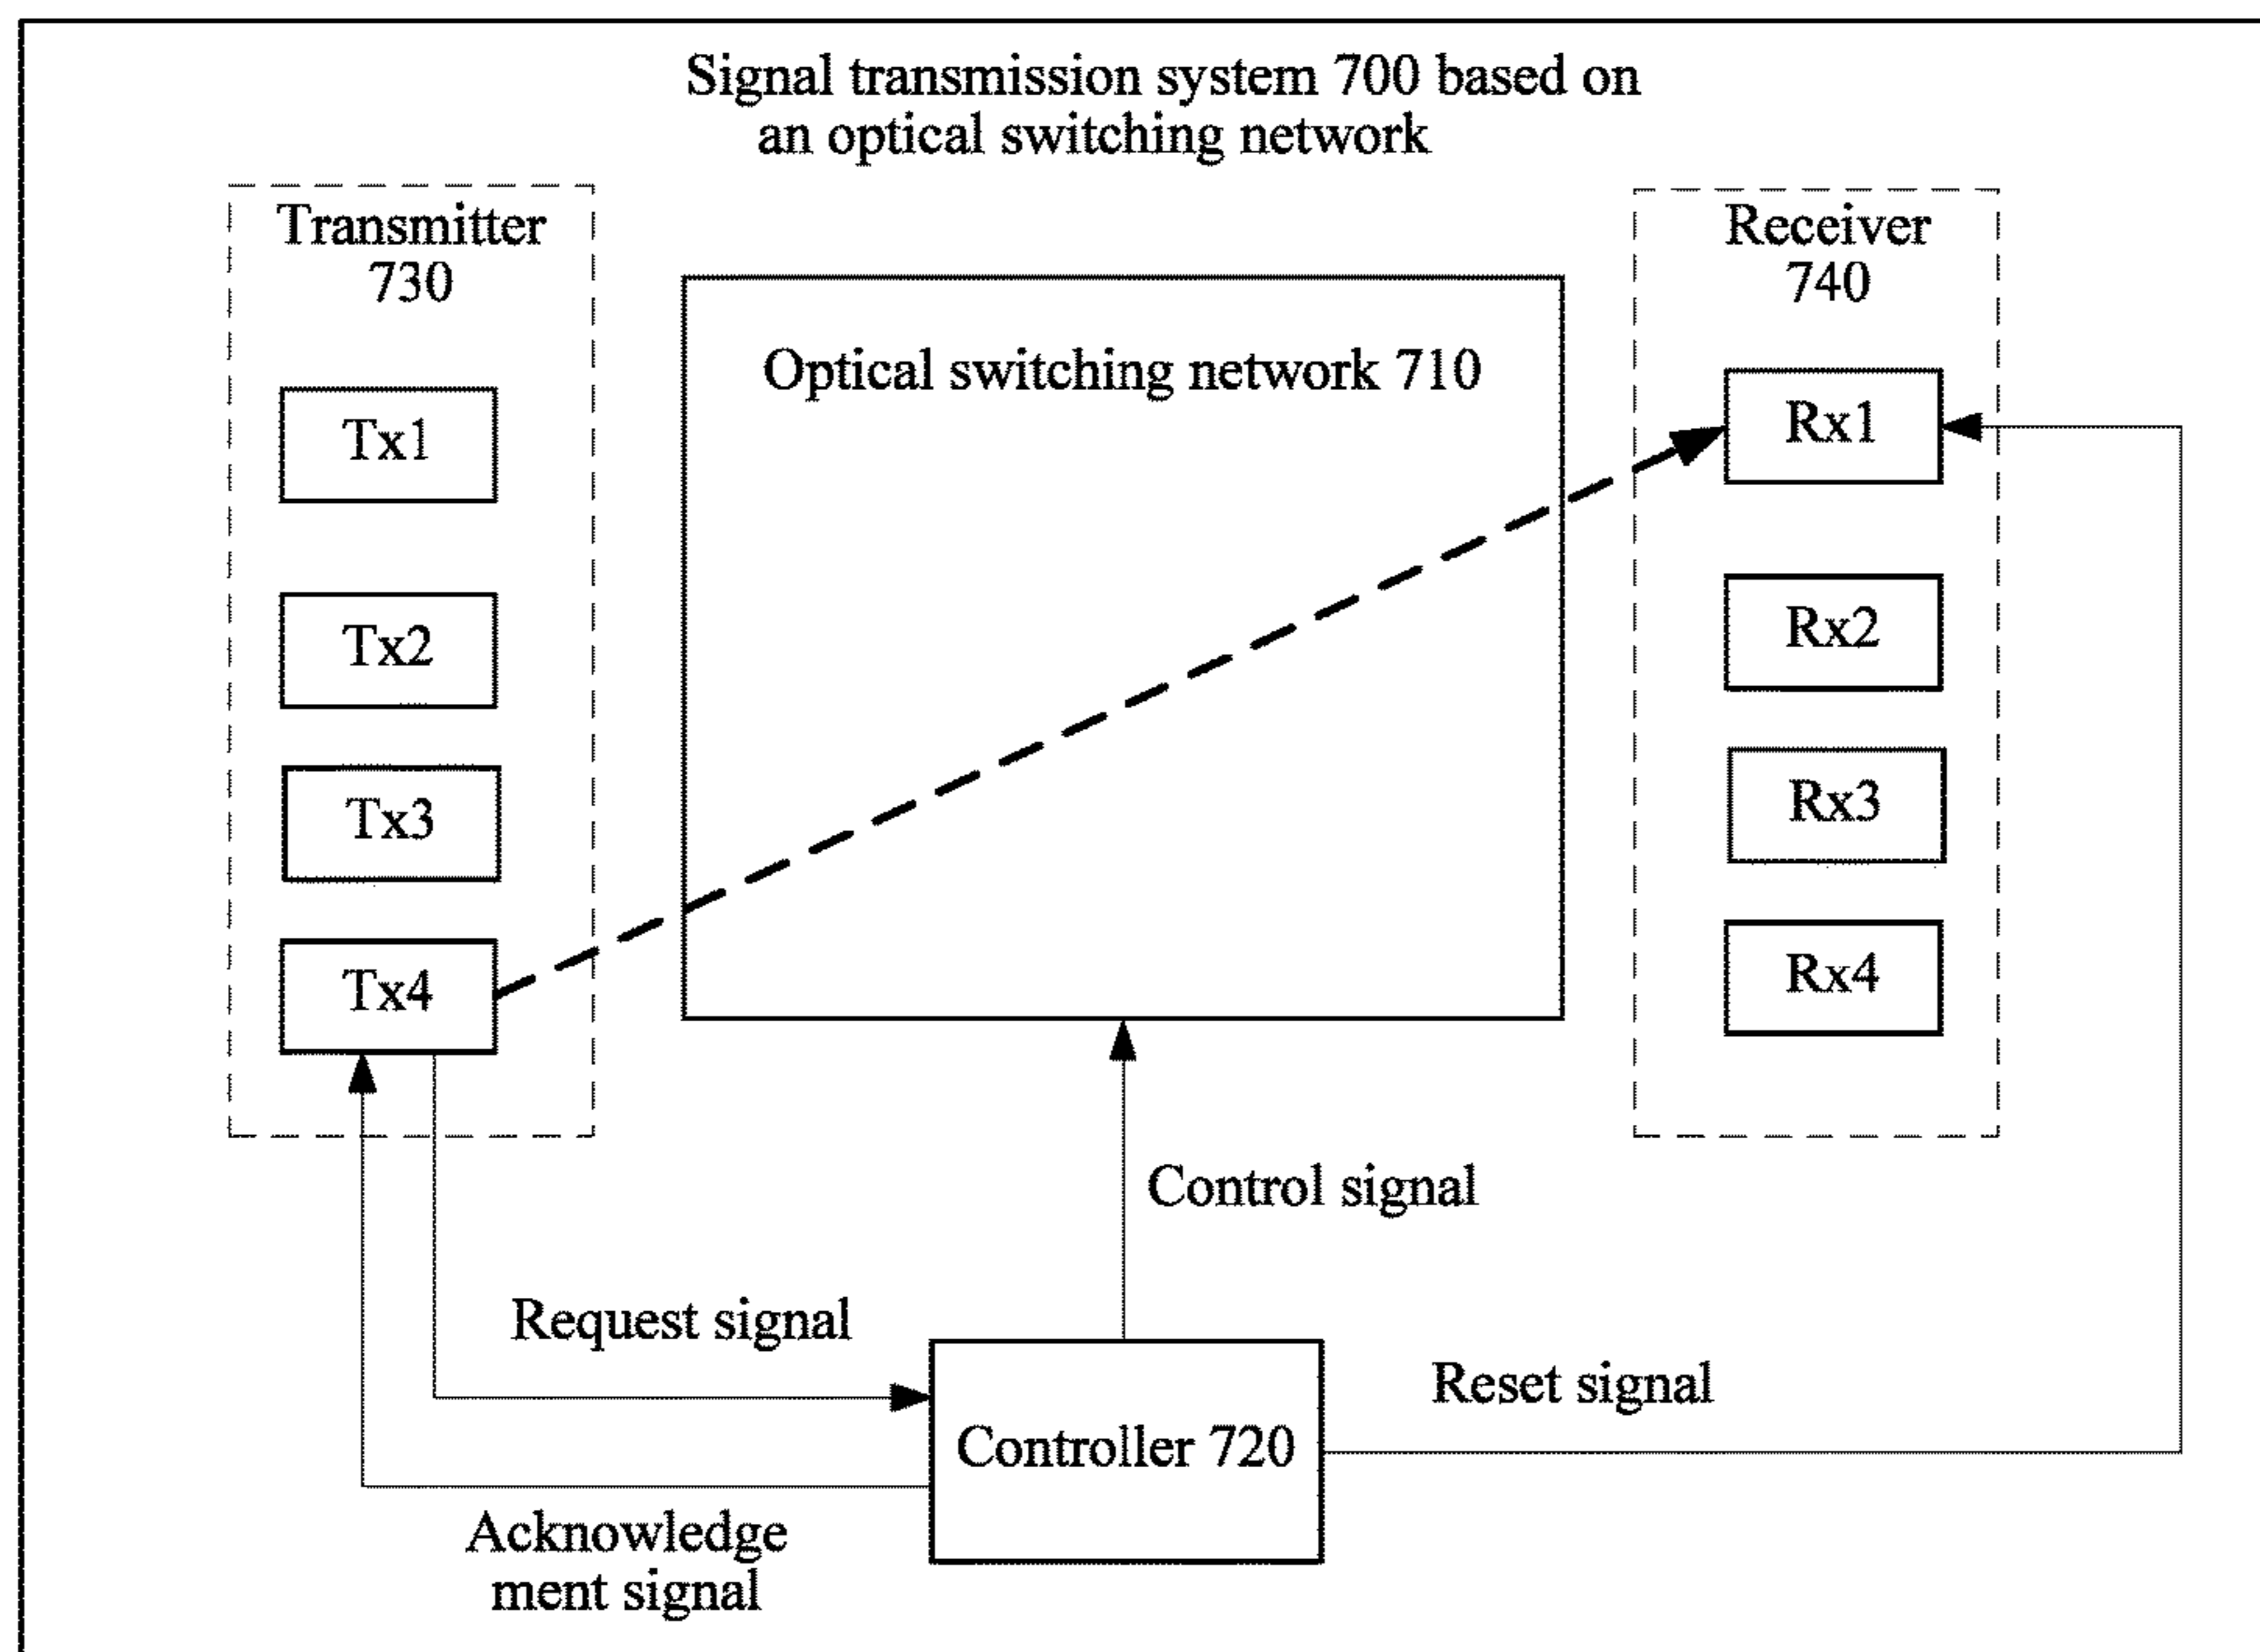 Signal transmission system 700 based on
an optical switching network
Transmitter
730
Receiver
740
Optical switching network 710
Tx1
Tx2
Tx3
Tx4
Rx1
Rx2
Rx3
Rx4
Control signal
Request signal
Reset signal
Controller 720
Acknowledge
ment signal